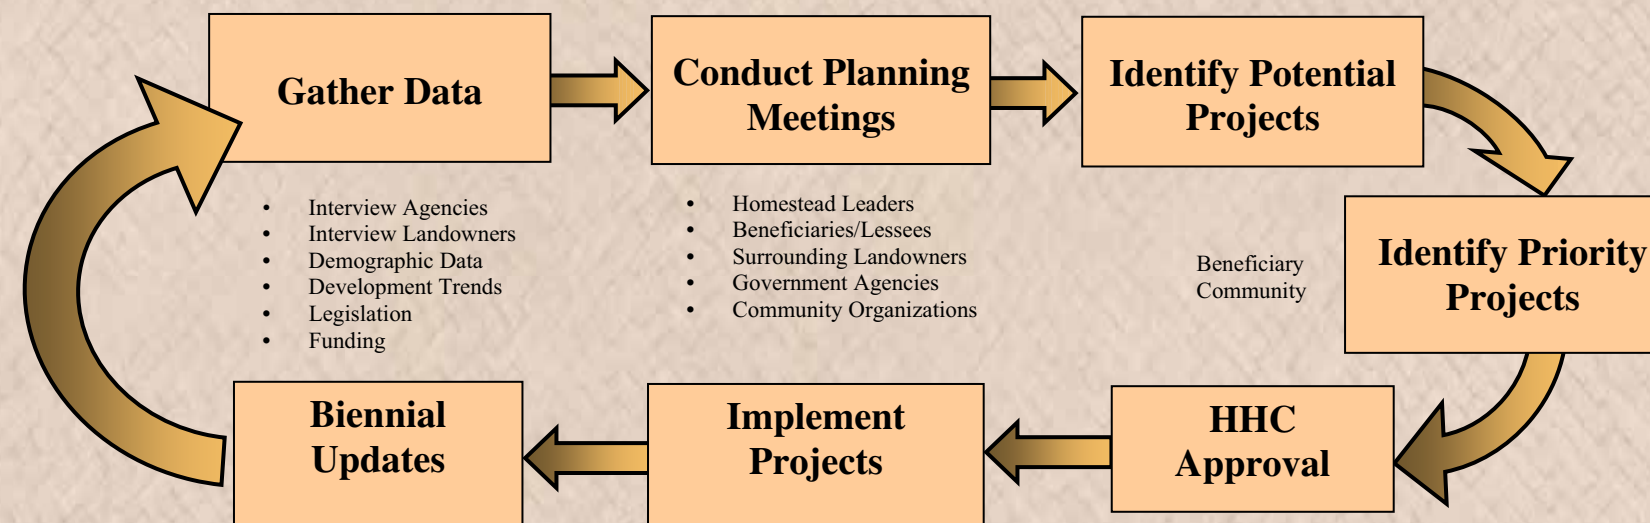 Gather Data
Conduct Planning
Meetings
Identify Potential
Projects
• Interview Agencies
• Interview Landowners
• Demographic Data
• Development Trends
• Legislation
• Funding
• Homestead Leaders
• Beneficiaries/Lessees
• Surrounding Landowners
• Government Agencies
• Community Organizations
Beneficiary
Community
Identify Priority
Projects
HHC
Approval
Implement
Projects
Biennial
Updates